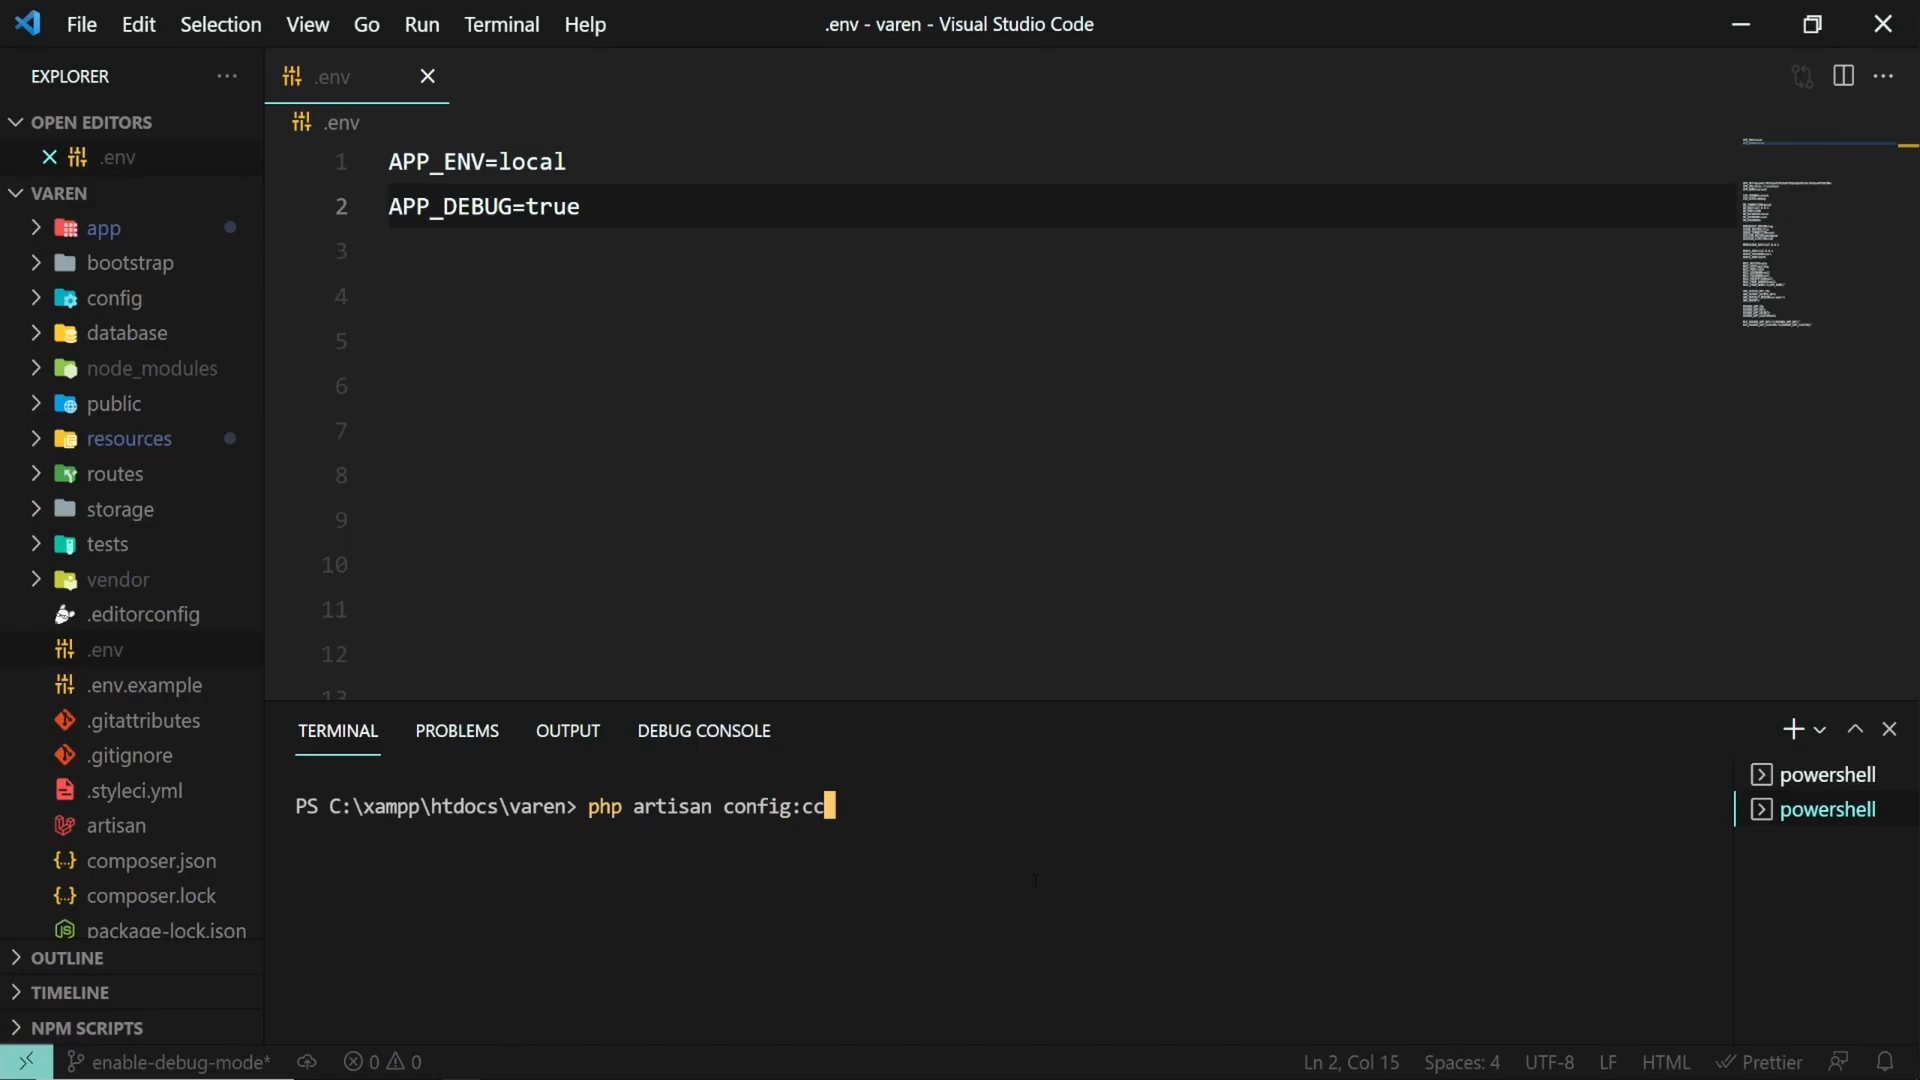 File Edit Selection View Go Run Terminal Help
.env - varen - Visual Studio Code
EXPLORER
OPEN EDITORS
.env
VAREN
app
bootstrap
config
database
node_modules
public
resources
routes
storage
tests
vendor
.editorconfig
.env
.env.example
.gitattributes
.gitignore
.styleci.yml
artisan
composer.json
composer.lock
package-lock.json
OUTLINE
TIMELINE
NPM SCRIPTS
.env
.env
1 APP_ENV=local
2 APP_DEBUG=true
3
4
5
6
7
8
9
10
11
12
13
TERMINAL PROBLEMS OUTPUT DEBUG CONSOLE
PS C:\xampp\htdocs\varen> php artisan config:cc
powershell
powershell
enable-debug-mode* 0 0
Ln 2, Col 15 Spaces: 4 UTF-8 LF HTML Prettier